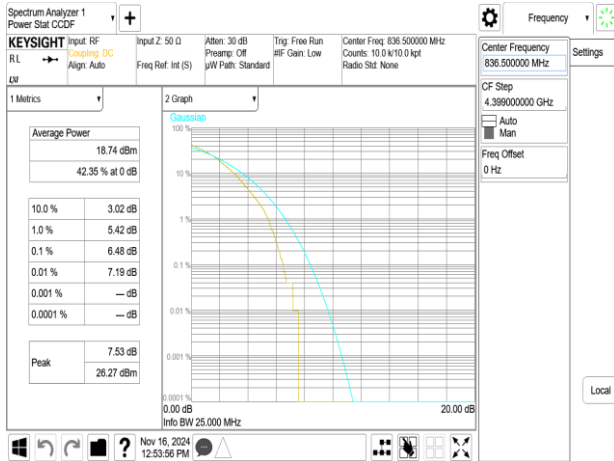 Spectrum Analyzer 1
Power Stat CCDF
+
Frequency
KEYSIGHT
RL
Input: RF
Coupling: DC
Align: Auto
Input Z: 50 Ω
Freq Ref: Int (S)
Atten: 30 dB
Preamp: Off
µW Path: Standard
Trig: Free Run
#IF Gain: Low
Center Freq: 836.500000 MHz
Counts: 10.0 k/10.0 kpt
Radio Std: None
Center Frequency
836.500000 MHz
Settings
CF Step
4.399000000 GHz
Auto
Man
Freq Offset
0 Hz
1 Metrics
Average Power
18.74 dBm
42.35 % at 0 dB
10.0 % 3.02 dB
1.0 % 5.42 dB
0.1 % 6.48 dB
0.01 % 7.19 dB
0.001 % --- dB
0.0001 % --- dB
Peak
7.53 dB
26.27 dBm
2 Graph
Gaussian
100 %
10 %
1 %
0.1 %
0.01 %
0.001 %
0.0001 %
0.00 dB 20.00 dB
Info BW 25.000 MHz
Local
?
Nov 16, 2024
12:53:56 PM